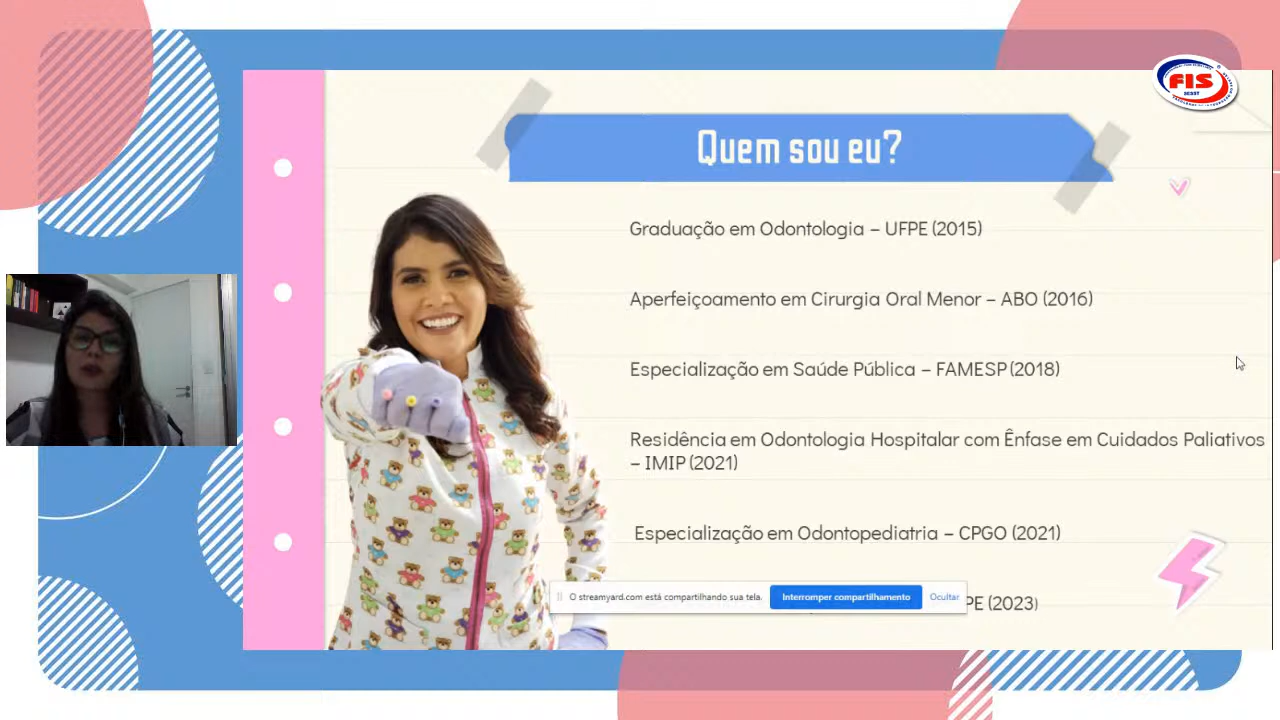 FIS
SESST
Quem sou eu?
Graduação em Odontologia – UFPE (2015)
Aperfeiçoamento em Cirurgia Oral Menor – ABO (2016)
Especialização em Saúde Pública – FAMESP (2018)
Residência em Odontologia Hospitalar com Ênfase em Cuidados Paliativos
– IMIP (2021)
Especialização em Odontopediatria – CPGO (2021)
O streamyard.com está compartilhando sua tela.
Interromper compartilhamento
Ocultar
PE (2023)